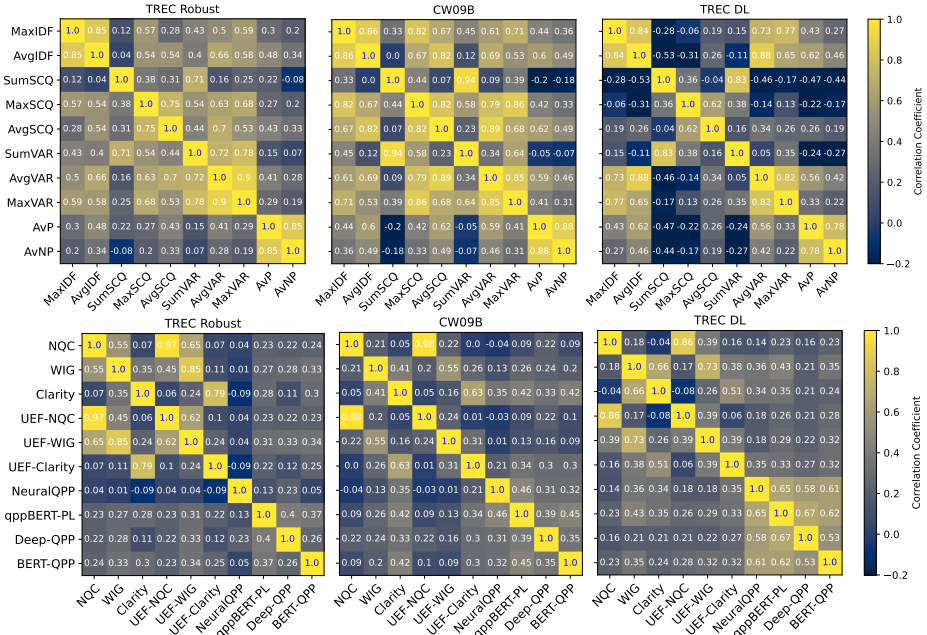 TREC Robust
CW09B
TREC DL
MaxIDF 1.0 0.85 0.12 0.57 0.28 0.43 0.5 0.59 0.3 0.2
AvgIDF 0.85 1.0 0.04 0.54 0.54 0.4 0.66 0.58 0.48 0.34
SumSCQ 0.12 0.04 1.0 0.38 0.31 0.71 0.16 0.25 0.22 -0.08
MaxSCQ 0.57 0.54 0.38 1.0 0.75 0.54 0.63 0.68 0.27 0.2
AvgSCQ 0.28 0.54 0.31 0.75 1.0 0.44 0.7 0.53 0.43 0.33
SumVAR 0.43 0.4 0.71 0.54 0.44 1.0 0.72 0.78 0.15 0.07
AvgVAR 0.5 0.66 0.16 0.63 0.7 0.72 1.0 0.9 0.41 0.28
MaxVAR 0.59 0.58 0.25 0.68 0.53 0.78 0.9 1.0 0.29 0.19
AvP 0.3 0.48 0.22 0.27 0.43 0.15 0.41 0.29 1.0 0.85
AvNP 0.2 0.34 -0.08 0.2 0.33 0.07 0.28 0.19 0.85 1.0
MaxIDF AvgIDF SumSCQ MaxSCQ AvgSCQ SumVAR AvgVAR MaxVAR AvP AvNP
1.0 0.86 0.33 0.82 0.67 0.45 0.61 0.71 0.44 0.36
0.86 1.0 0.0 0.67 0.82 0.12 0.69 0.53 0.6 0.49
0.33 0.0 1.0 0.44 0.07 0.94 0.09 0.39 -0.2 -0.18
0.82 0.67 0.44 1.0 0.82 0.58 0.79 0.86 0.42 0.33
0.67 0.82 0.07 0.82 1.0 0.23 0.89 0.68 0.62 0.49
0.45 0.12 0.94 0.58 0.23 1.0 0.34 0.64 -0.05 -0.07
0.61 0.69 0.09 0.79 0.89 0.34 1.0 0.85 0.59 0.46
0.71 0.53 0.39 0.86 0.68 0.64 0.85 1.0 0.41 0.31
0.44 0.6 -0.2 0.42 0.62 -0.05 0.59 0.41 1.0 0.88
0.36 0.49 -0.18 0.33 0.49 -0.07 0.46 0.31 0.88 1.0
MaxIDF AvgIDF SumSCQ MaxSCQ AvgSCQ SumVAR AvgVAR MaxVAR AvP AvNP
1.0 0.84 -0.28 -0.06 0.19 0.15 0.73 0.77 0.43 0.27
0.84 1.0 -0.53 -0.31 0.26 -0.11 0.88 0.65 0.62 0.46
-0.28 -0.53 1.0 0.36 -0.04 0.83 -0.46 -0.17 -0.47 -0.44
-0.06 -0.31 0.36 1.0 0.62 0.38 -0.14 0.13 -0.22 -0.17
0.19 0.26 -0.04 0.62 1.0 0.16 0.34 0.26 0.26 0.19
0.15 -0.11 0.83 0.38 0.16 1.0 0.05 0.35 -0.24 -0.27
0.73 0.88 -0.46 -0.14 0.34 0.05 1.0 0.82 0.56 0.42
0.77 0.65 -0.17 0.13 0.26 0.35 0.82 1.0 0.33 0.22
0.43 0.62 -0.47 -0.22 0.26 -0.24 0.56 0.33 1.0 0.78
0.27 0.46 -0.44 -0.17 0.19 -0.27 0.42 0.22 0.78 1.0
MaxIDF AvgIDF SumSCQ MaxSCQ AvgSCQ SumVAR AvgVAR MaxVAR AvP AvNP
1.0
0.8
0.6
0.4
0.2
0.0
−0.2
Correlation Coefficient
TREC Robust
CW09B
TREC DL
NQC 1.0 0.55 0.07 0.97 0.65 0.07 0.04 0.23 0.22 0.24
WIG 0.55 1.0 0.35 0.45 0.85 0.11 0.01 0.27 0.28 0.33
Clarity 0.07 0.35 1.0 0.06 0.24 0.79 -0.09 0.28 0.11 0.3
UEF-NQC 0.97 0.45 0.06 1.0 0.62 0.1 0.04 0.23 0.22 0.23
UEF-WIG 0.65 0.85 0.24 0.62 1.0 0.24 0.04 0.31 0.33 0.34
UEF-Clarity 0.07 0.11 0.79 0.1 0.24 1.0 -0.09 0.22 0.12 0.25
NeuralQPP 0.04 0.01 -0.09 0.04 0.04 -0.09 1.0 0.13 0.23 0.05
qppBERT-PL 0.23 0.27 0.28 0.23 0.31 0.22 0.13 1.0 0.4 0.37
Deep-QPP 0.22 0.28 0.11 0.22 0.33 0.12 0.23 0.4 1.0 0.26
BERT-QPP 0.24 0.33 0.3 0.23 0.34 0.25 0.05 0.37 0.26 1.0
NQC WIG Clarity UEF-NQC UEF-WIG UEF-Clarity NeuralQPP qppBERT-PL Deep-QPP BERT-QPP
1.0 0.21 0.05 0.98 0.22 0.0 -0.04 0.09 0.22 0.09
0.21 1.0 0.41 0.2 0.55 0.26 0.13 0.26 0.24 0.2
0.05 0.41 1.0 0.05 0.16 0.63 0.35 0.42 0.33 0.42
0.98 0.2 0.05 1.0 0.24 0.01 -0.03 0.09 0.22 0.1
0.22 0.55 0.16 0.24 1.0 0.31 0.01 0.13 0.16 0.09
0.0 0.26 0.63 0.01 0.31 1.0 0.21 0.34 0.3 0.3
-0.04 0.13 0.35 -0.03 0.01 0.21 1.0 0.46 0.31 0.32
0.09 0.26 0.42 0.09 0.13 0.34 0.46 1.0 0.39 0.45
0.22 0.24 0.33 0.22 0.16 0.3 0.31 0.39 1.0 0.35
0.09 0.2 0.42 0.1 0.09 0.3 0.32 0.45 0.35 1.0
NQC WIG Clarity UEF-NQC UEF-WIG UEF-Clarity NeuralQPP qppBERT-PL Deep-QPP BERT-QPP
1.0 0.18 -0.04 0.86 0.39 0.16 0.14 0.23 0.16 0.23
0.18 1.0 0.66 0.17 0.73 0.38 0.36 0.43 0.21 0.35
-0.04 0.66 1.0 -0.08 0.26 0.51 0.34 0.35 0.21 0.24
0.86 0.17 -0.08 1.0 0.39 0.06 0.18 0.26 0.21 0.28
0.39 0.73 0.26 0.39 1.0 0.39 0.18 0.29 0.22 0.32
0.16 0.38 0.51 0.06 0.39 1.0 0.35 0.33 0.27 0.32
0.14 0.36 0.34 0.18 0.18 0.35 1.0 0.65 0.58 0.61
0.23 0.43 0.35 0.26 0.29 0.33 0.65 1.0 0.67 0.62
0.16 0.21 0.21 0.21 0.22 0.27 0.58 0.67 1.0 0.53
0.23 0.35 0.24 0.28 0.32 0.32 0.61 0.62 0.53 1.0
NQC WIG Clarity UEF-NQC UEF-WIG UEF-Clarity NeuralQPP qppBERT-PL Deep-QPP BERT-QPP
1.0
0.8
0.6
0.4
0.2
0.0
−0.2
Correlation Coefficient